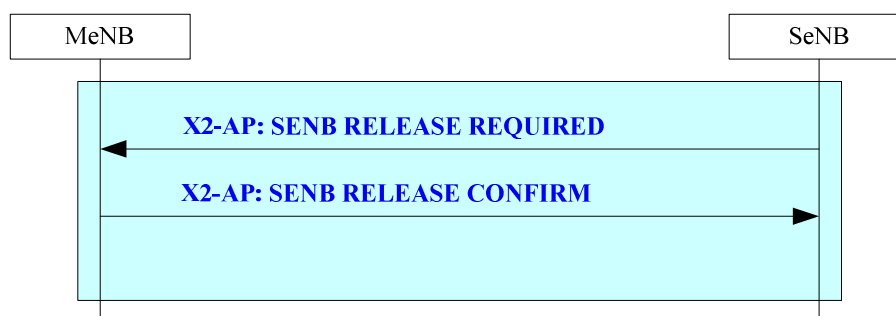 MeNB
SeNB
X2-AP: SENB RELEASE REQUIRED
X2-AP: SENB RELEASE CONFIRM